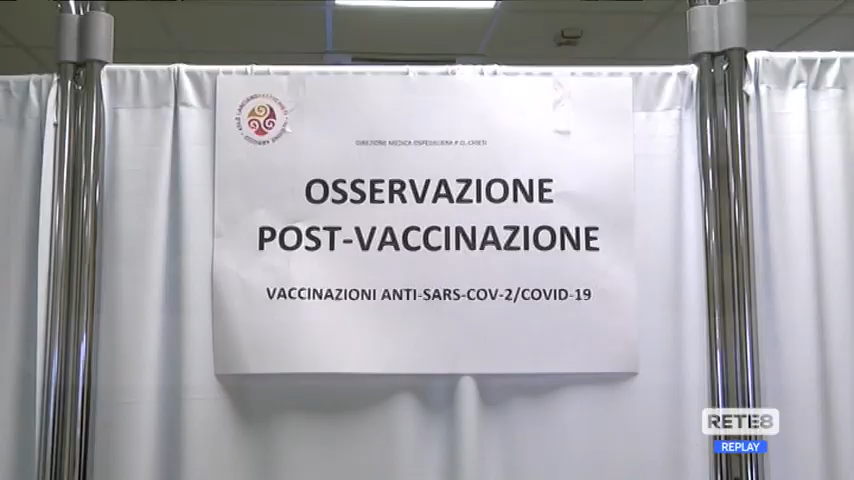 DIREZIONE MEDICA OSPEDALIERA P.O. CHIETI
OSSERVAZIONE
POST-VACCINAZIONE
VACCINAZIONI ANTI-SARS-COV-2/COVID-19
RETE8
REPLAY